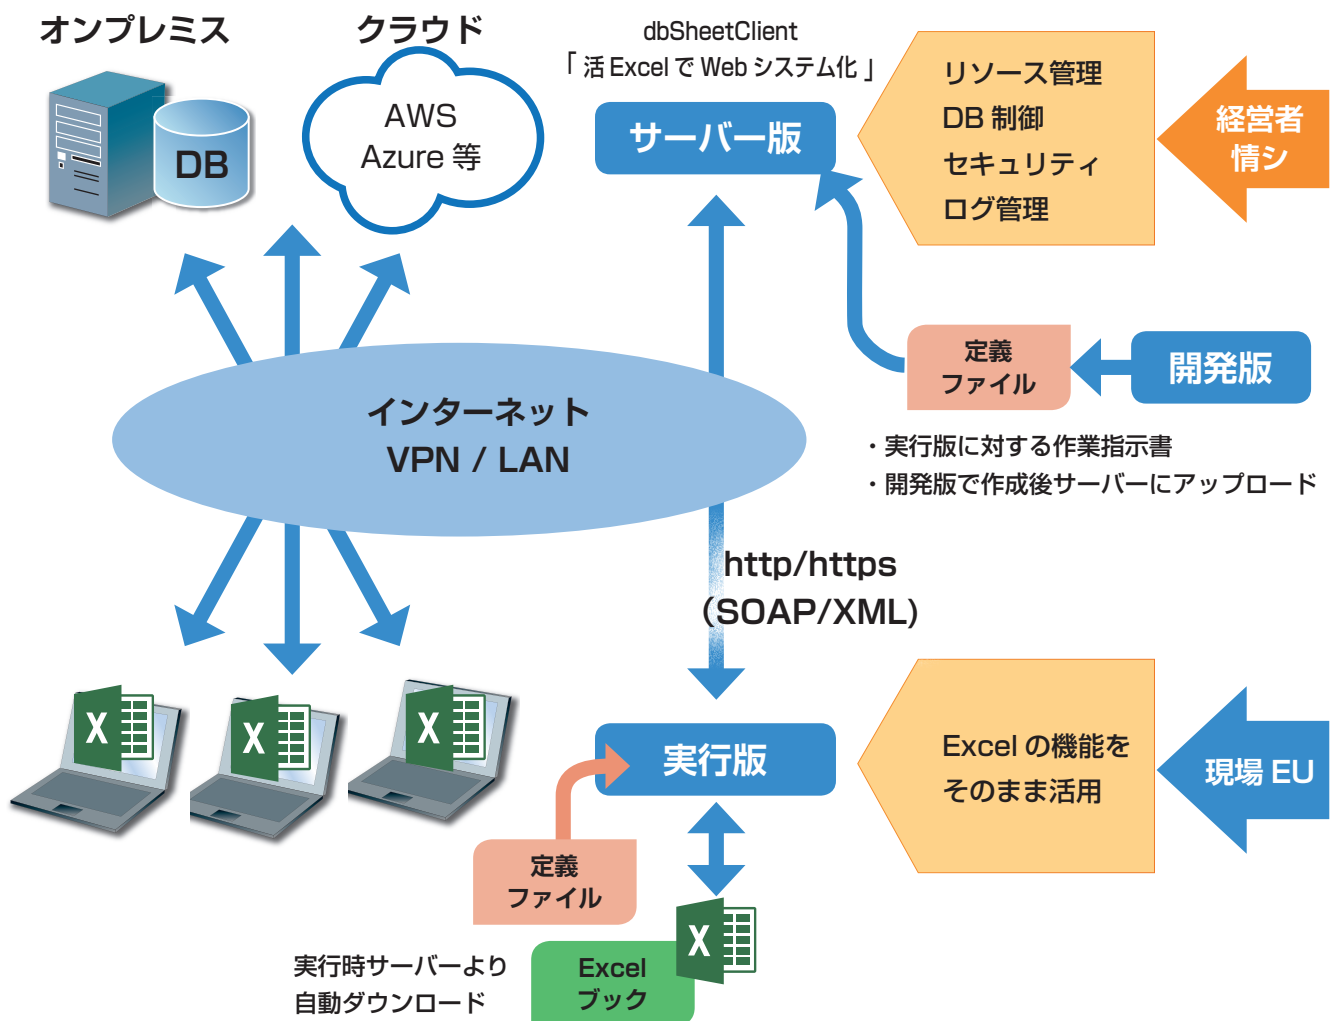 オンプレミス
DB
クラウド
AWS
Azure 等
dbSheetClient
「 活 Excel で Web システム化 」
サーバー版
リソース管理
DB 制御
セキュリティ
ログ管理
経営者
情シ
定義
ファイル
開発版
・実行版に対する作業指示書
・開発版で作成後サーバーにアップロード
インターネット
VPN / LAN
http/https
(SOAP/XML)
X
X
X
実行版
Excel の機能を
そのまま活用
現場 EU
定義
ファイル
X
実行時サーバーより
自動ダウンロード
Excel
ブック